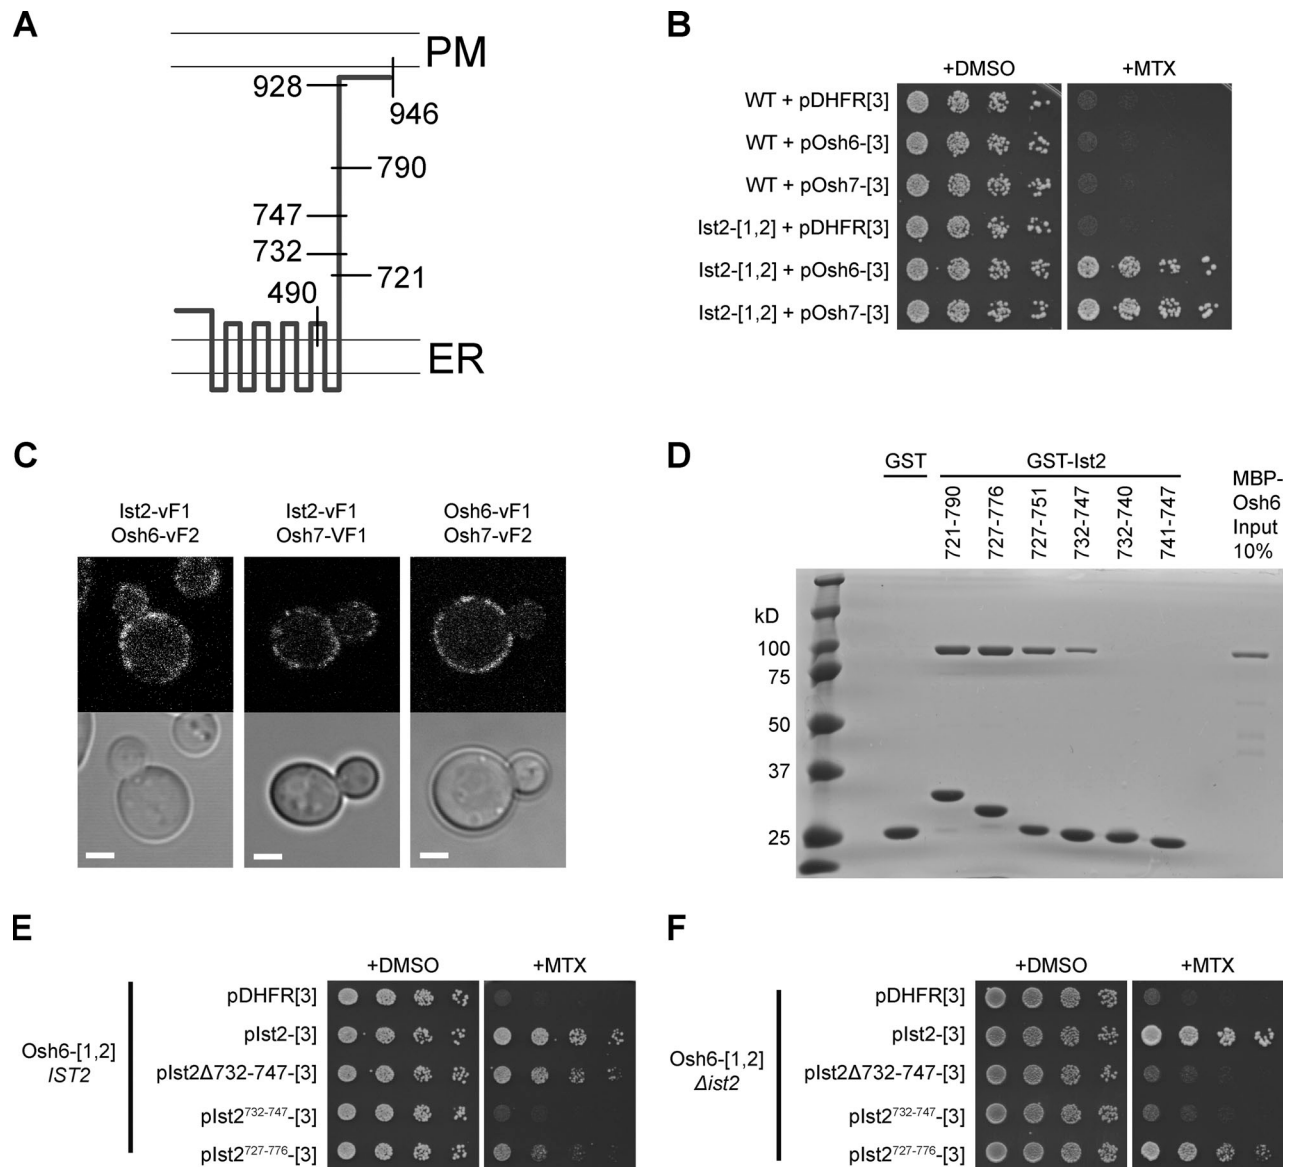 A
PM
928
946
790
747
732
721
490
ER
B
+DMSO
+MTX
WT + pDHFR[3]
WT + pOsh6-[3]
WT + pOsh7-[3]
Ist2-[1,2] + pDHFR[3]
Ist2-[1,2] + pOsh6-[3]
Ist2-[1,2] + pOsh7-[3]
C
Ist2-vF1
Osh6-vF2
Ist2-vF1
Osh7-VF1
Osh6-vF1
Osh7-vF2
D
GST
GST-Ist2
721-790
727-776
727-751
732-747
732-740
741-747
MBP-
Osh6
Input
10%
kD
100
75
50
37
25
E
+DMSO
+MTX
Osh6-[1,2]
IST2
pDHFR[3]
pIst2-[3]
pIst2Δ732-747-[3]
pIst2732-747-[3]
pIst2727-776-[3]
F
+DMSO
+MTX
Osh6-[1,2]
Δist2
pDHFR[3]
pIst2-[3]
pIst2Δ732-747-[3]
pIst2732-747-[3]
pIst2727-776-[3]